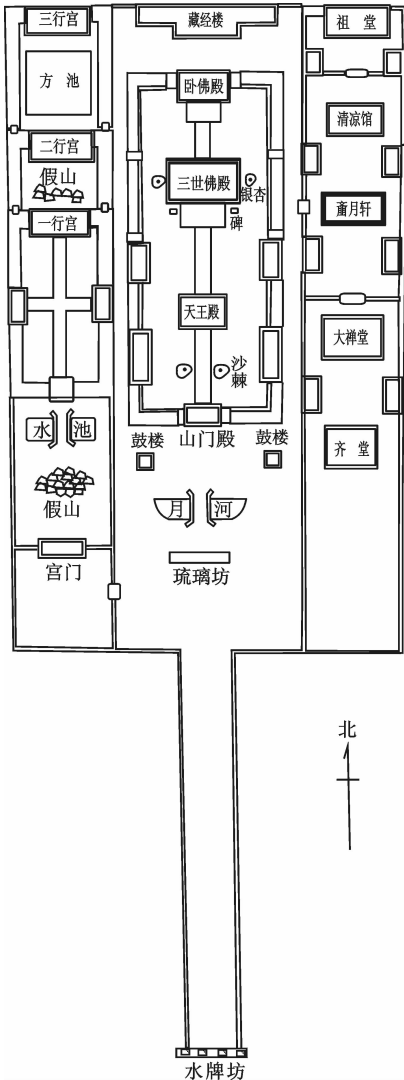 三行宫
藏经楼
祖堂
方池
卧佛殿
清凉馆
二行宫
假山
三世佛殿
银杏
碑
一行宫
天王殿
大禅堂
沙棘
水池
鼓楼
山门殿
鼓楼
齐堂
假山
月河
宫门
琉璃坊
北
水牌坊